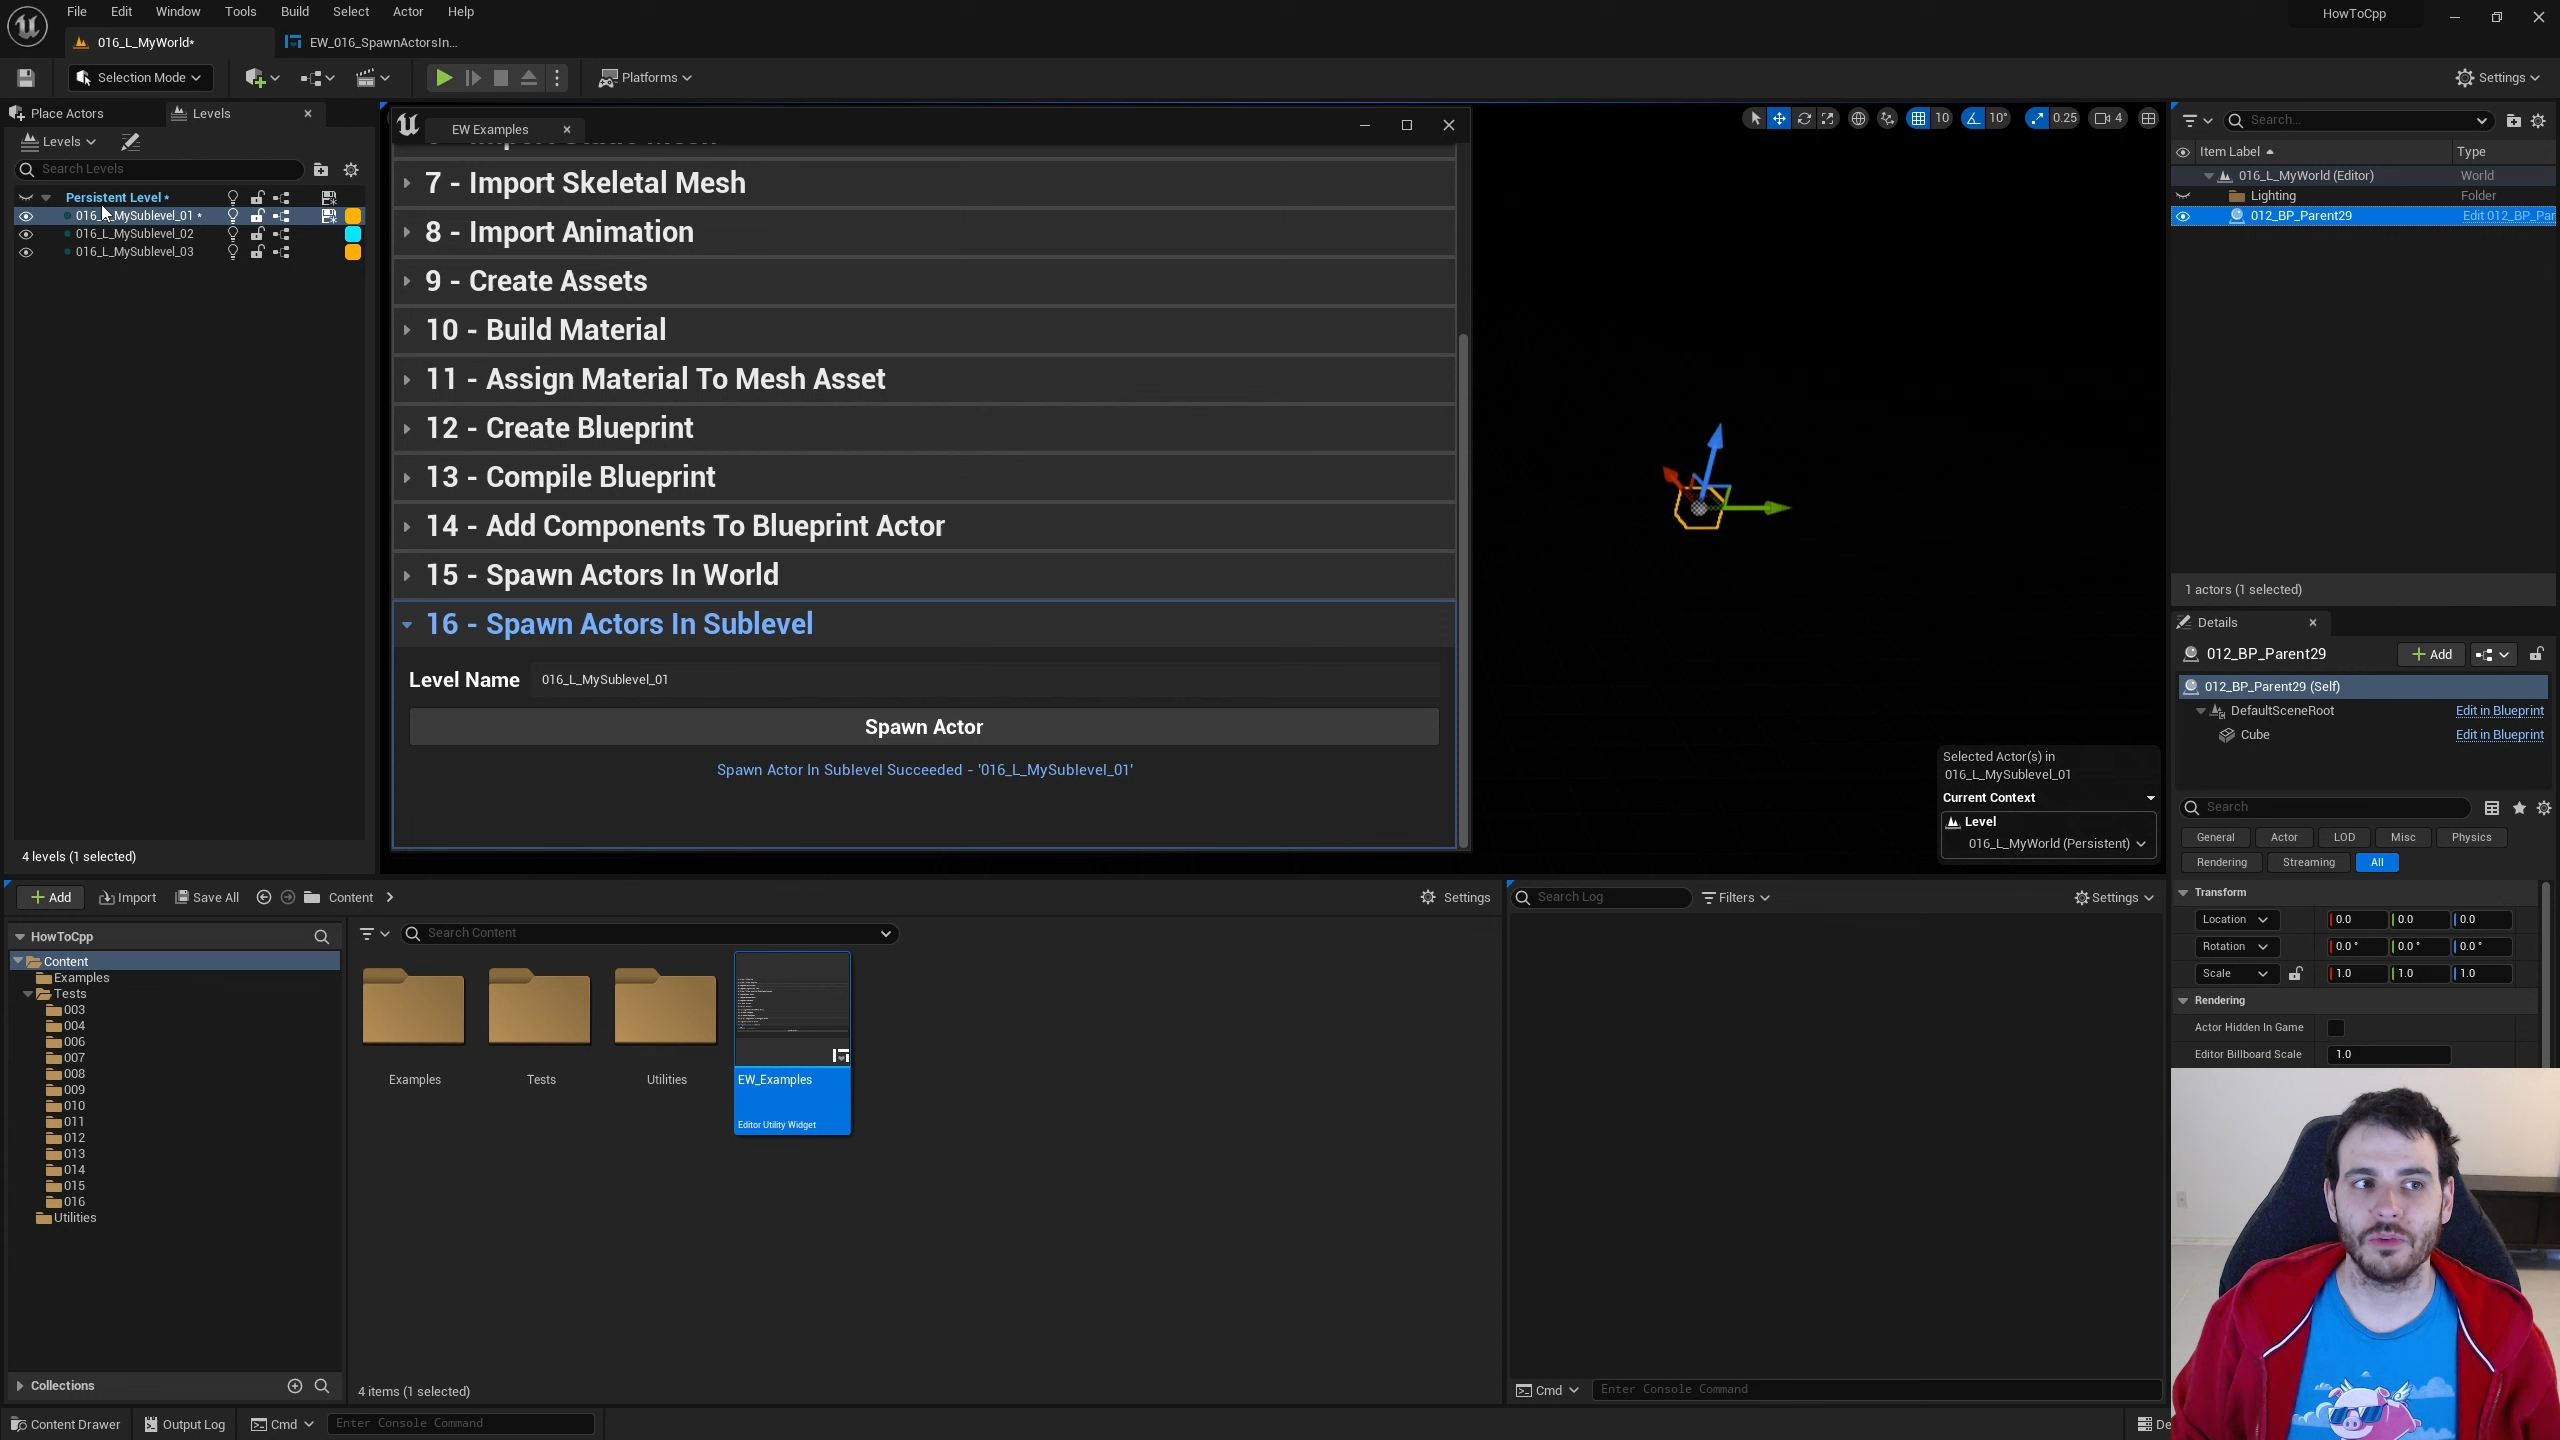 File Edit Window Tools Build Select Actor Help
HowToCpp
016_L_MyWorld*
EW_016_SpawnActorsIn...
Selection Mode
Platforms
Settings
Place Actors
Levels
Levels
Search Levels
Persistent Level *
016_L_MySublevel_01 *
016_L_MySublevel_02
016_L_MySublevel_03
4 levels (1 selected)
EW Examples
7 - Import Skeletal Mesh
8 - Import Animation
9 - Create Assets
10 - Build Material
11 - Assign Material To Mesh Asset
12 - Create Blueprint
13 - Compile Blueprint
14 - Add Components To Blueprint Actor
15 - Spawn Actors In World
16 - Spawn Actors In Sublevel
Level Name 016_L_MySublevel_01
Spawn Actor
Spawn Actor In Sublevel Succeeded - '016_L_MySublevel_01'
10
10°
0.25
4
Selected Actor(s) in
016_L_MySublevel_01
Current Context
Level
016_L_MyWorld (Persistent)
Search...
Item Label
Type
016_L_MyWorld (Editor) World
Lighting Folder
012_BP_Parent29 Edit 012_BP_Par
1 actors (1 selected)
Details
012_BP_Parent29
Add
012_BP_Parent29 (Self)
DefaultSceneRoot Edit in Blueprint
Cube Edit in Blueprint
Search
General Actor LOD Misc Physics
Rendering Streaming All
Transform
Location 0.0 0.0 0.0
Rotation 0.0° 0.0° 0.0°
Scale 1.0 1.0 1.0
Rendering
Actor Hidden In Game
Editor Billboard Scale 1.0
Add Import Save All Content
Settings
HowToCpp
Content
Examples
Tests
003
004
006
007
008
009
010
011
012
013
014
015
016
Utilities
Collections
Search Content
Examples
Tests
Utilities
EW_Examples
Editor Utility Widget
4 items (1 selected)
Search Log
Filters
Settings
Cmd
Enter Console Command
Content Drawer
Output Log
Cmd
Enter Console Command